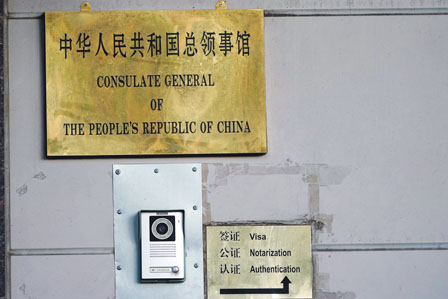 中华人民共和国总领事馆
CONSULATE GENERAL
OF
THE PEOPLE'S REPUBLIC OF CHINA
签证 Visa
公证 Notarization
认证 Authentication